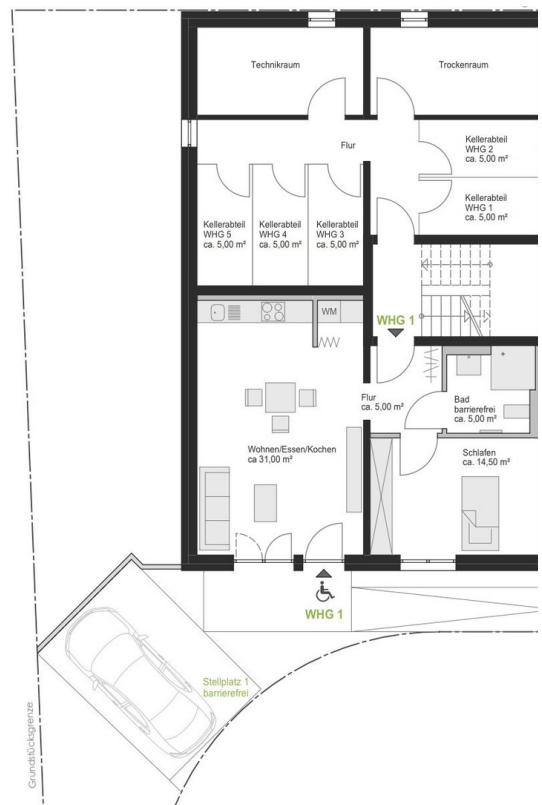 Technikraum
Trockenraum
Flur
Kellerabteil
WHG 2
ca. 5,00 m²
Kellerabteil
WHG 1
ca. 5,00 m²
Kellerabteil
WHG 5
ca. 5,00 m²
Kellerabteil
WHG 4
ca. 5,00 m²
Kellerabteil
WHG 3
ca. 5,00 m²
WM
WHG 1
Flur
ca. 5,00 m²
Bad
barrierefrei
ca. 5,00 m²
Wohnen/Essen/Kochen
ca 31,00 m²
Schlafen
ca. 14,50 m²
WHG 1
Stellplatz 1
barrierefrei
Grundstücksgrenze